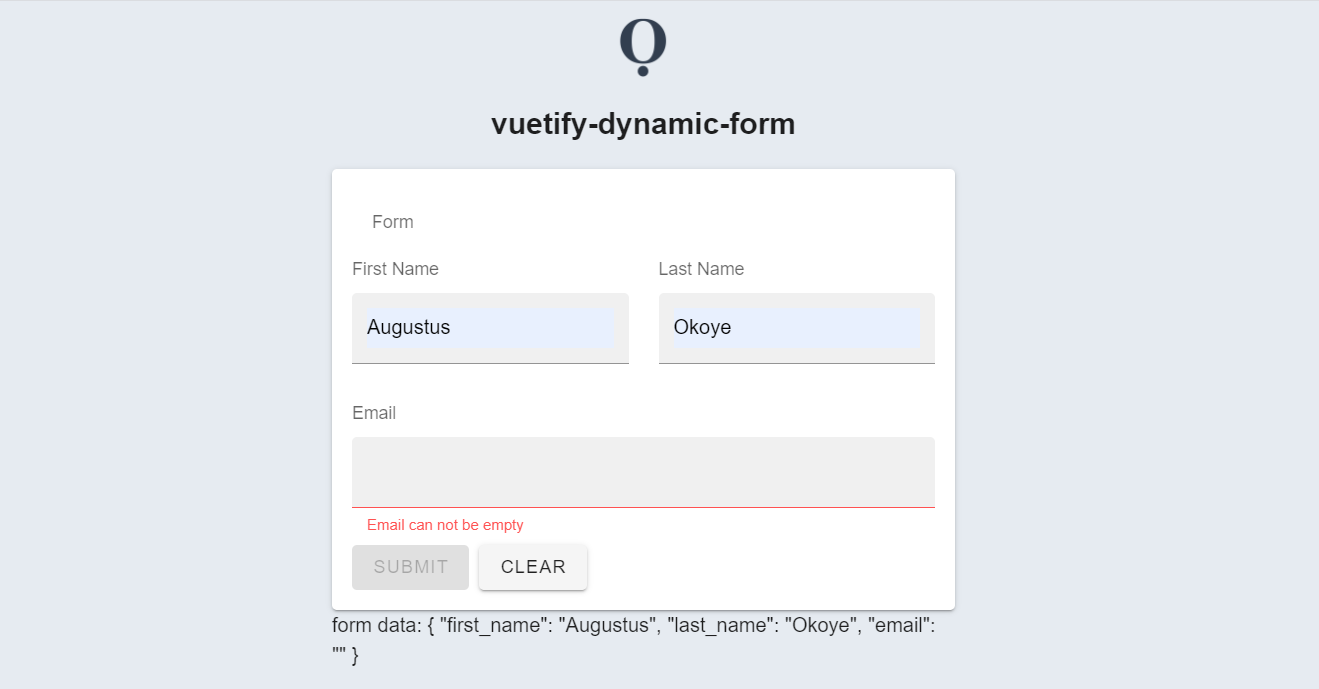 vuetify-dynamic-form
Form
First Name
Last Name
Augustus
Okoye
Email
Email can not be empty
SUBMIT
CLEAR
form data: { "first_name": "Augustus", "last_name": "Okoye", "email":
"" }